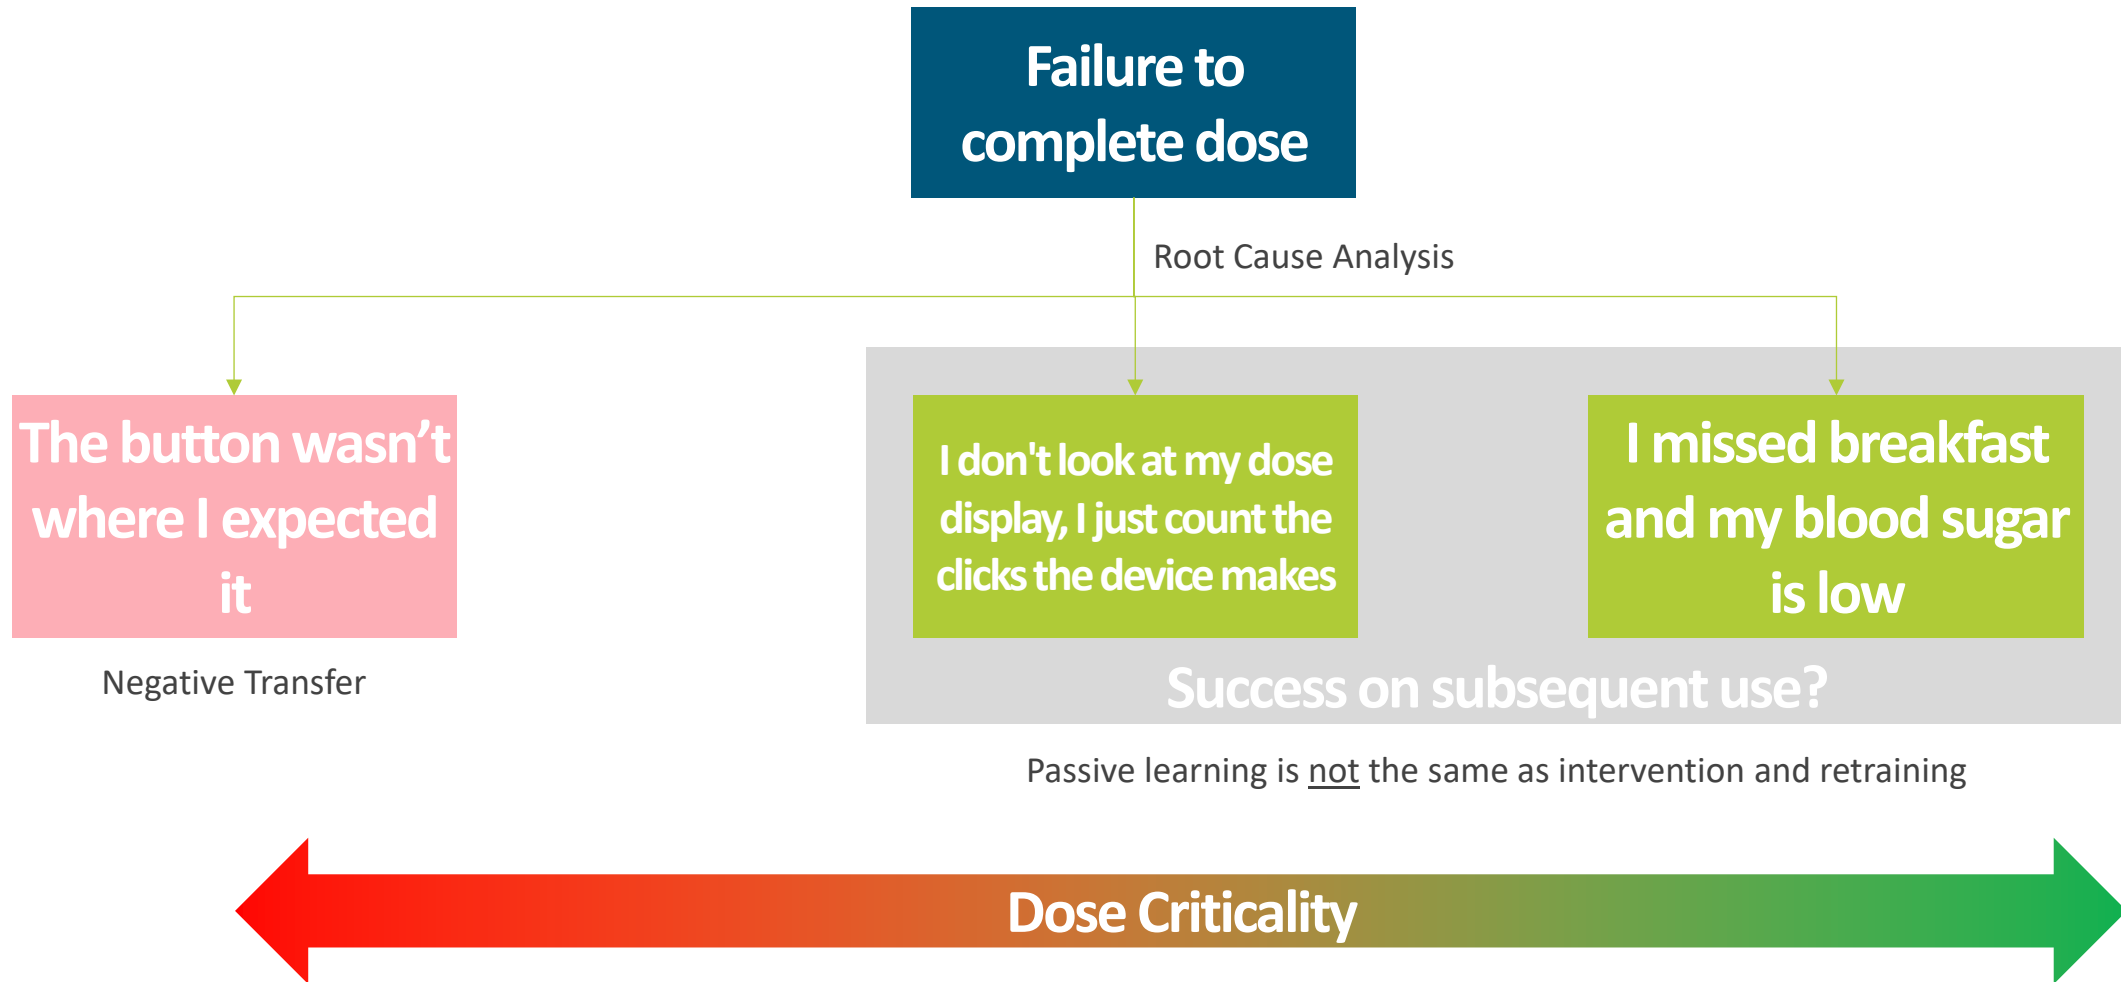 Failure to
complete dose
Root Cause Analysis
The button wasn’t
where I expected
it
I don't look at my dose
display, I just count the
clicks the device makes
I missed breakfast
and my blood sugar
is low
Negative Transfer
Success on subsequent use?
Passive learning is not the same as intervention and retraining
Dose Criticality